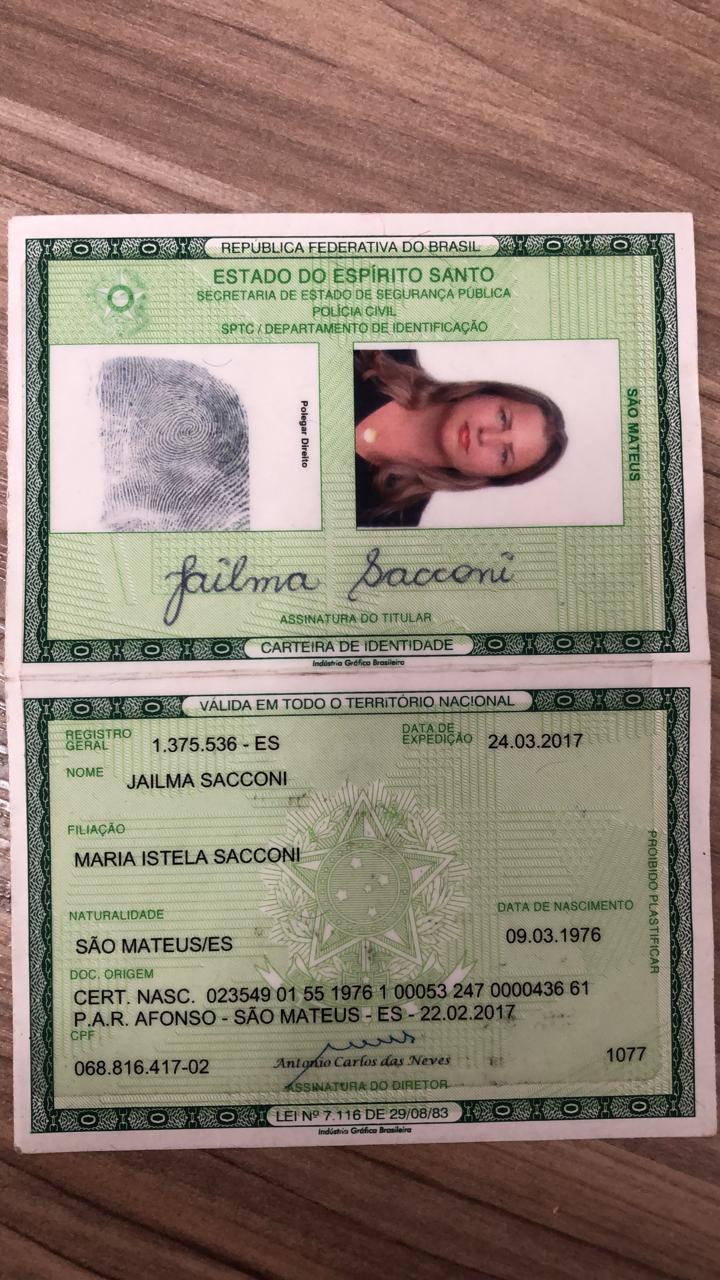 REPÚBLICA FEDERATIVA DO BRASIL
ESTADO DO ESPÍRITO SANTO
SECRETARIA DE ESTADO DE SEGURANÇA PÚBLICA
POLÍCIA CIVIL
SPTC / DEPARTAMENTO DE IDENTIFICAÇÃO
Polegar Direito
SÃO MATEUS
Jailma Sacconi
ASSINATURA DO TITULAR
CARTEIRA DE IDENTIDADE
Indústria Gráfica Brasileira
VÁLIDA EM TODO O TERRITÓRIO NACIONAL
REGISTRO GERAL 1.375.536 - ES DATA DE EXPEDIÇÃO 24.03.2017
NOME JAILMA SACCONI
FILIAÇÃO
MARIA ISTELA SACCONI
PROIBIDO PLASTIFICAR
NATURALIDADE DATA DE NASCIMENTO
SÃO MATEUS/ES 09.03.1976
DOC. ORIGEM
CERT. NASC. 023549 01 55 1976 1 00053 247 0000436 61
P.A.R. AFONSO - SÃO MATEUS - ES - 22.02.2017
CPF
068.816.417-02 Antonio Carlos das Neves 1077
ASSINATURA DO DIRETOR
LEI Nº 7.116 DE 29/08/83
Indústria Gráfica Brasileira